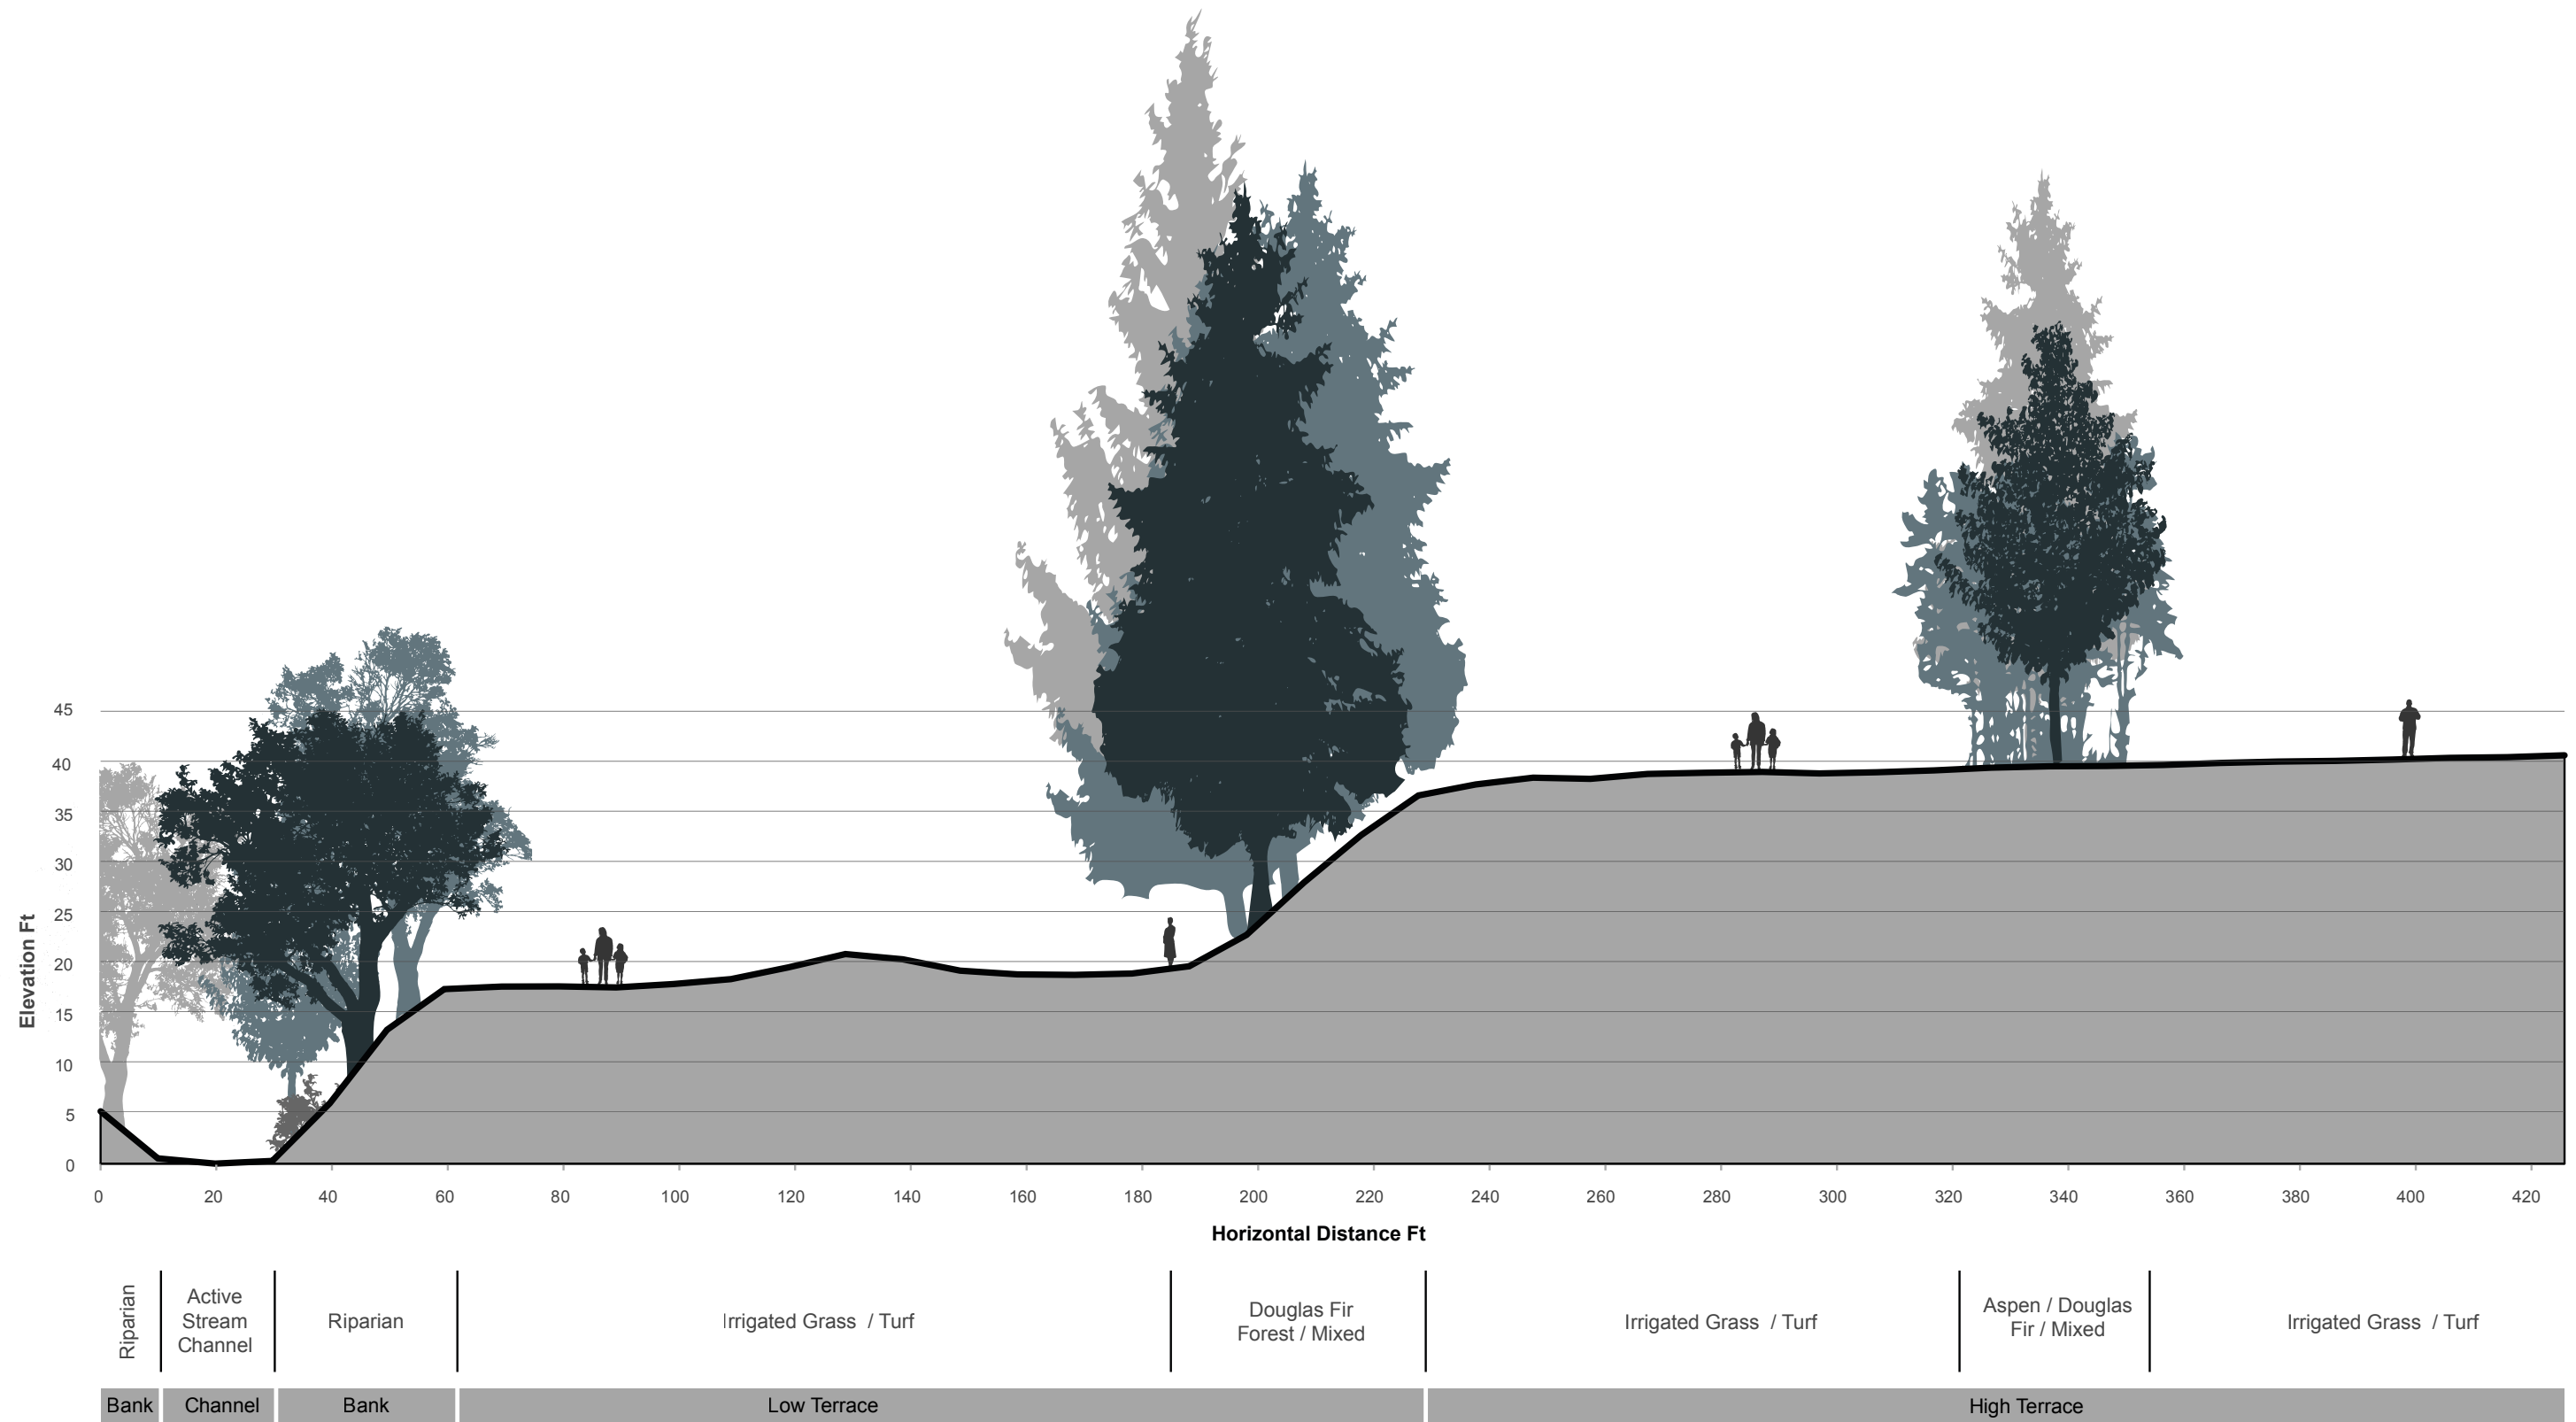 45
40
35
30
25
20
15
10
5
0
Elevation Ft
0 20 40 60 80 100 120 140 160 180 200 220 240 260 280 300 320 340 360 380 400 420
Horizontal Distance Ft
Riparian
Active
Stream
Channel
Riparian
Irrigated Grass / Turf
Douglas Fir
Forest / Mixed
Irrigated Grass / Turf
Aspen / Douglas
Fir / Mixed
Irrigated Grass / Turf
Bank Channel Bank Low Terrace High Terrace